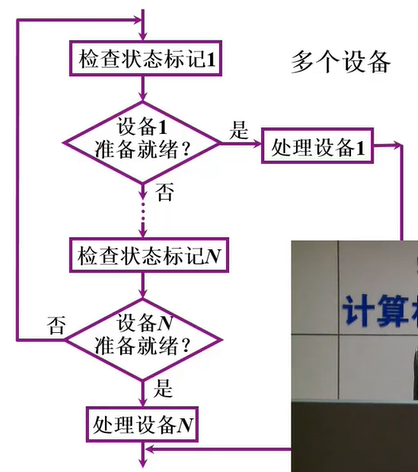 检查状态标记1
多个设备
设备1
准备就绪?
是
处理设备1
否
检查状态标记N
设备N
准备就绪?
否
是
处理设备N
计算